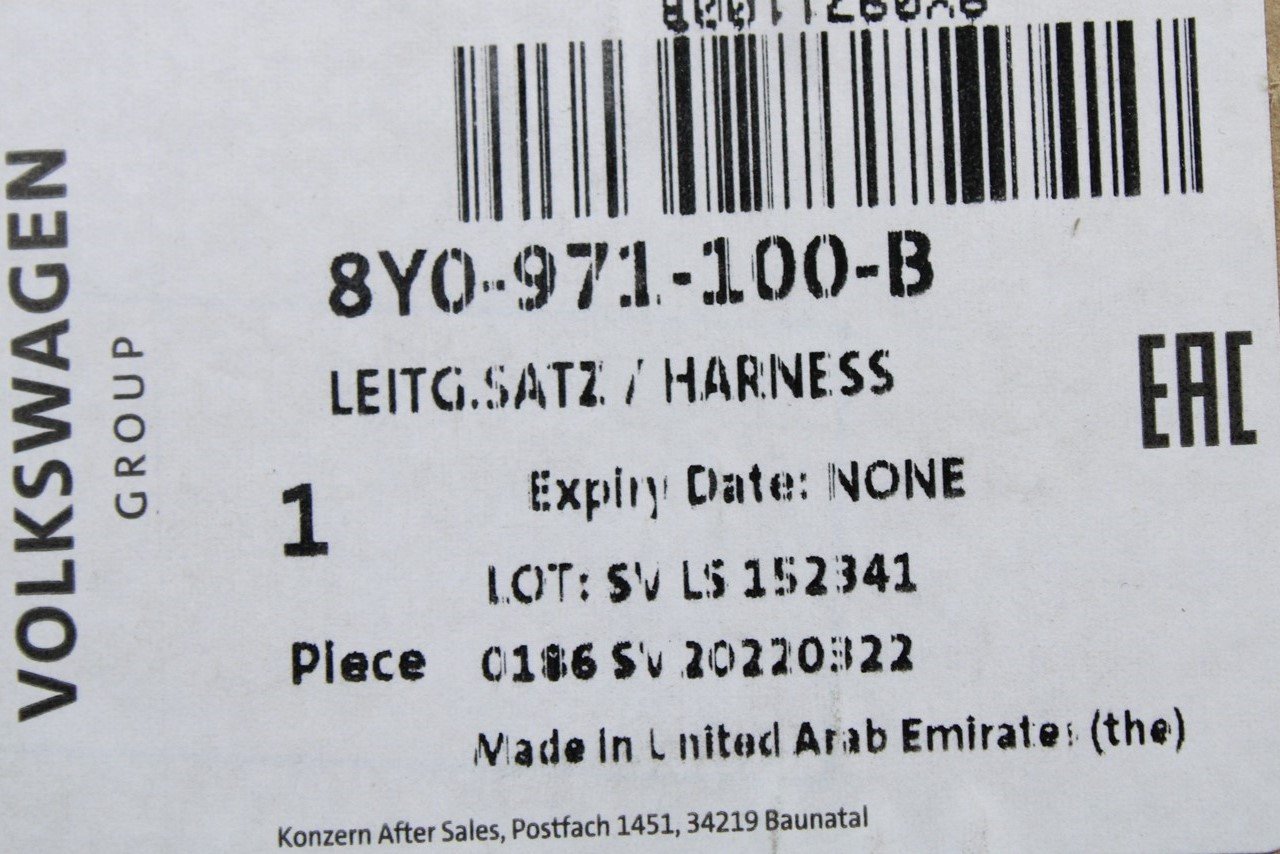 VOLKSWAGEN
GROUP
8Y0-971-100-B
LEITG.SATZ / HARNESS
EAC
1
Expiry Date: NONE
LOT: SV LS 152341
Piece
0186 SV 20220322
Made in United Arab Emirates (the)
Konzern After Sales, Postfach 1451, 34219 Baunatal